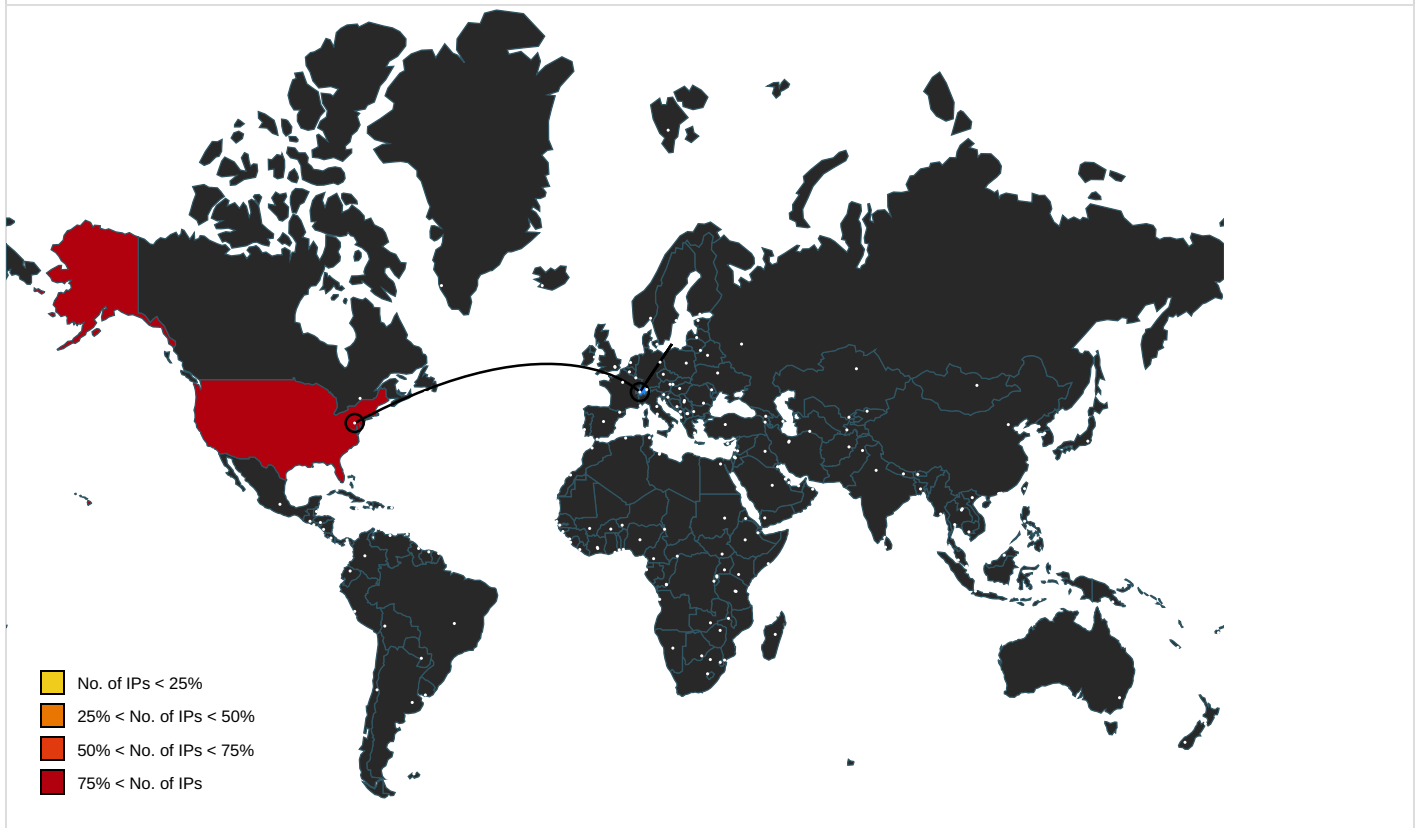 No. of IPs < 25%
25% < No. of IPs < 50%
50% < No. of IPs < 75%
75% < No. of IPs